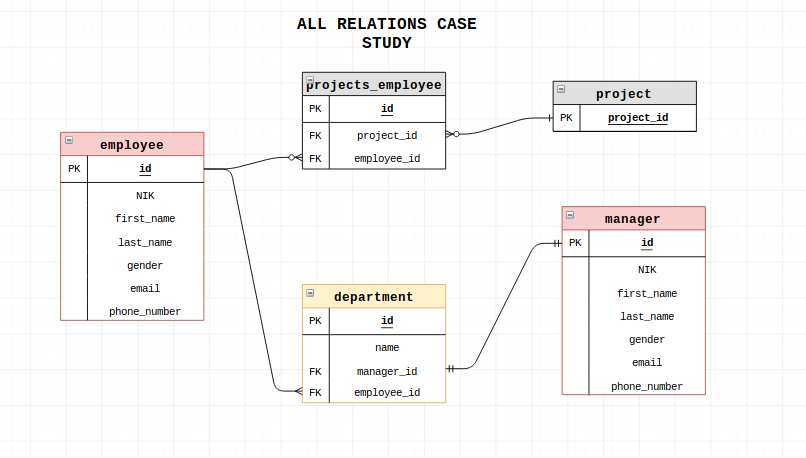 ALL RELATIONS CASE
STUDY
projects_employee
PK id
FK project_id
FK employee_id
project
PK project_id
employee
PK id
NIK
first_name
last_name
gender
email
phone_number
department
PK id
name
FK manager_id
FK employee_id
manager
PK id
NIK
first_name
last_name
gender
email
phone_number